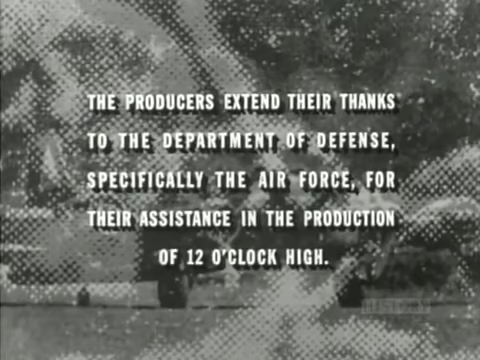 THE PRODUCERS EXTEND THEIR THANKS
TO THE DEPARTMENT OF DEFENSE,
SPECIFICALLY THE AIR FORCE, FOR
THEIR ASSISTANCE IN THE PRODUCTION
OF 12 O'CLOCK HIGH.
HISTORY